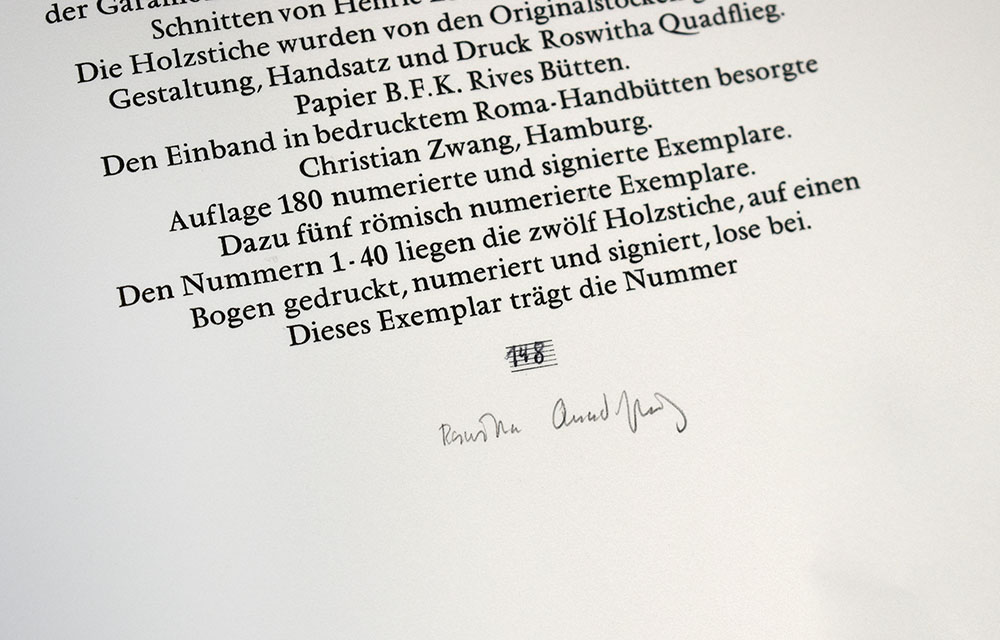 der
Schnitten von
Die Holzstiche wurden von den
Gestaltung, Handsatz und Druck Roswitha Quadflieg.
Papier B.F.K. Rives Bütten.
Den Einband in bedrucktem Roma-Handbütten besorgte
Christian Zwang, Hamburg.
Auflage 180 numerierte und signierte Exemplare.
Dazu fünf römisch numerierte Exemplare.
Den Nummern 1-40 liegen die zwölf Holzstiche, auf einen
Bogen gedruckt, numeriert und signiert, lose bei.
Dieses Exemplar trägt die Nummer
148
Roswitha Quadflieg